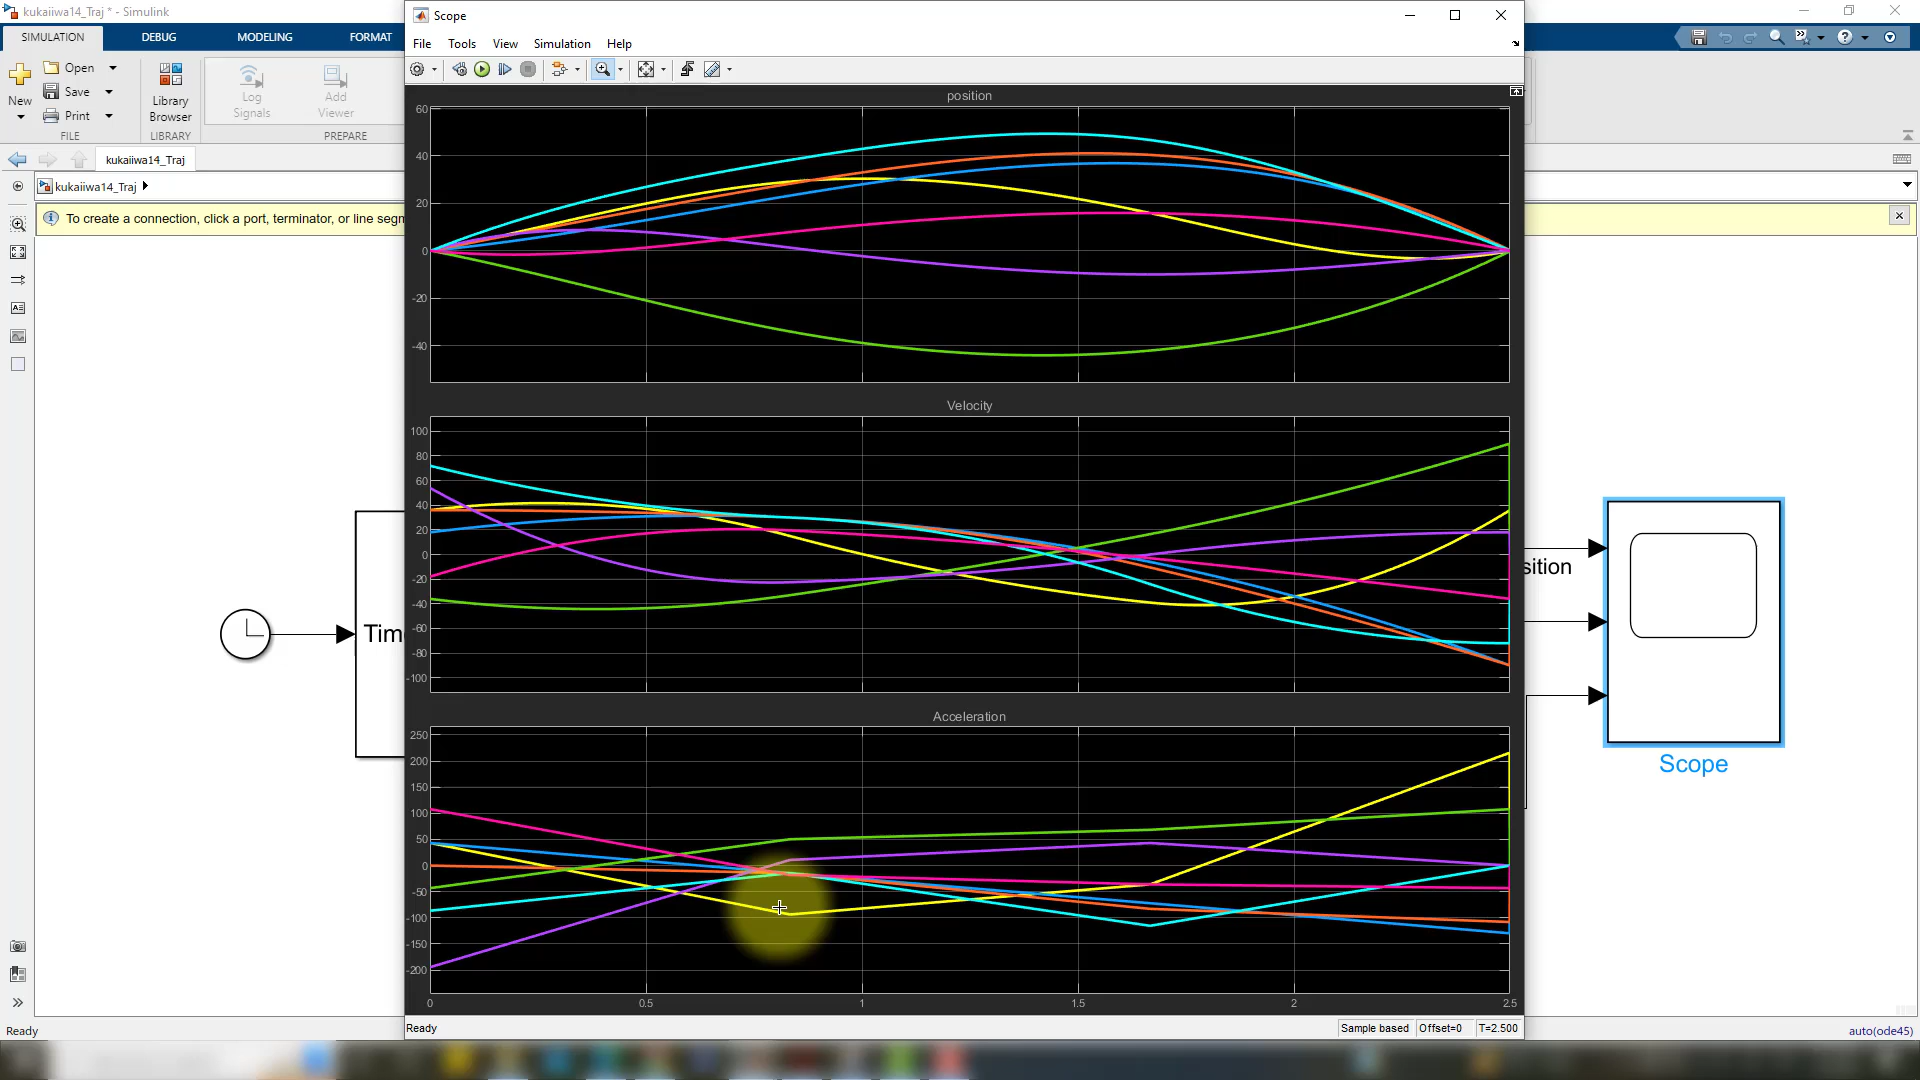 kukaiiwa14_Traj * - Simulink
Scope
SIMULATION
DEBUG
MODELING
FORMAT
File
Tools
View
Simulation
Help
New
Open
Save
Print
FILE
Library
Browser
LIBRARY
Log
Signals
Add
Viewer
PREPARE
kukaiiwa14_Traj
kukaiiwa14_Traj
To create a connection, click a port, terminator, or line segm
position
60
40
20
0
-20
-40
Velocity
100
80
60
40
20
0
-20
-40
-60
-80
-100
Acceleration
250
200
150
100
50
0
-50
-100
-150
-200
0
0.5
1
1.5
2
2.5
Tim
sition
Scope
Ready
Sample based
Offset=0
T=2.500
Ready
auto(ode45)